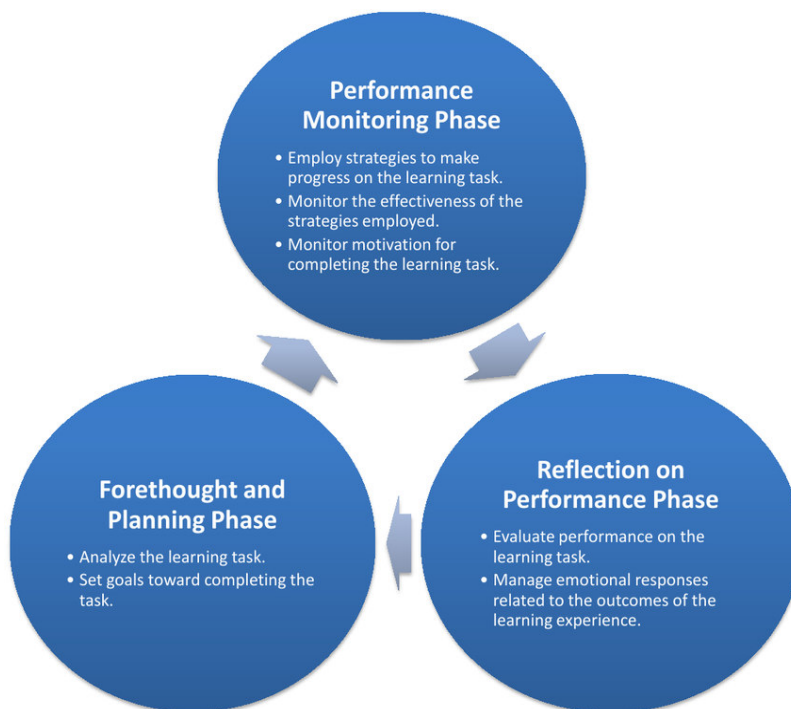 Performance
Monitoring Phase
• Employ strategies to make
progress on the learning task.
• Monitor the effectiveness of the
strategies employed.
• Monitor motivation for
completing the learning task.
Forethought and
Planning Phase
• Analyze the learning task.
• Set goals toward completing the
task.
Reflection on
Performance Phase
• Evaluate performance on the
learning task.
• Manage emotional responses
related to the outcomes of the
learning experience.